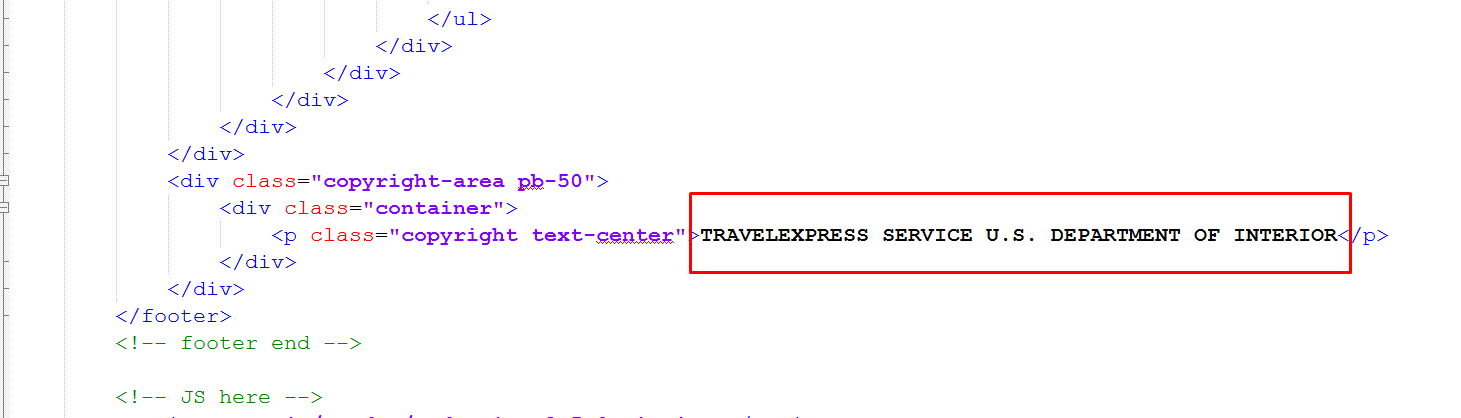 </ul>
</div>
</div>
</div>
</div>
</div>
<div class="copyright-area pb-50">
<div class="container">
<p class="copyright text-center">TRAVELEXPRESS SERVICE U.S. DEPARTMENT OF INTERIOR</p>
</div>
</div>
</footer>
<!-- footer end -->
<!-- JS here -->